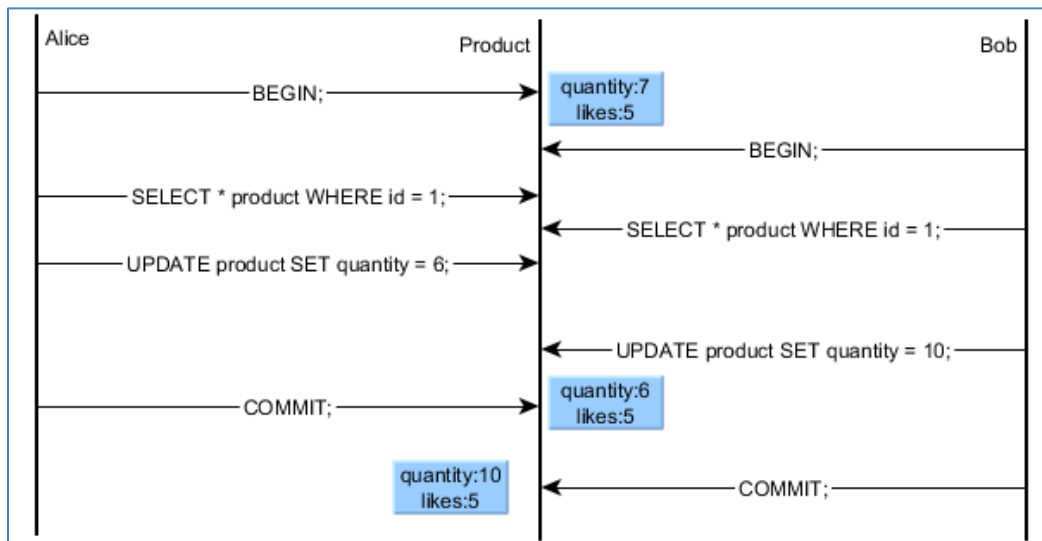 Alice
Product
Bob
BEGIN;
quantity:7
likes:5
BEGIN;
SELECT * product WHERE id = 1;
SELECT * product WHERE id = 1;
UPDATE product SET quantity = 6;
UPDATE product SET quantity = 10;
COMMIT;
quantity:6
likes:5
quantity:10
likes:5
COMMIT;